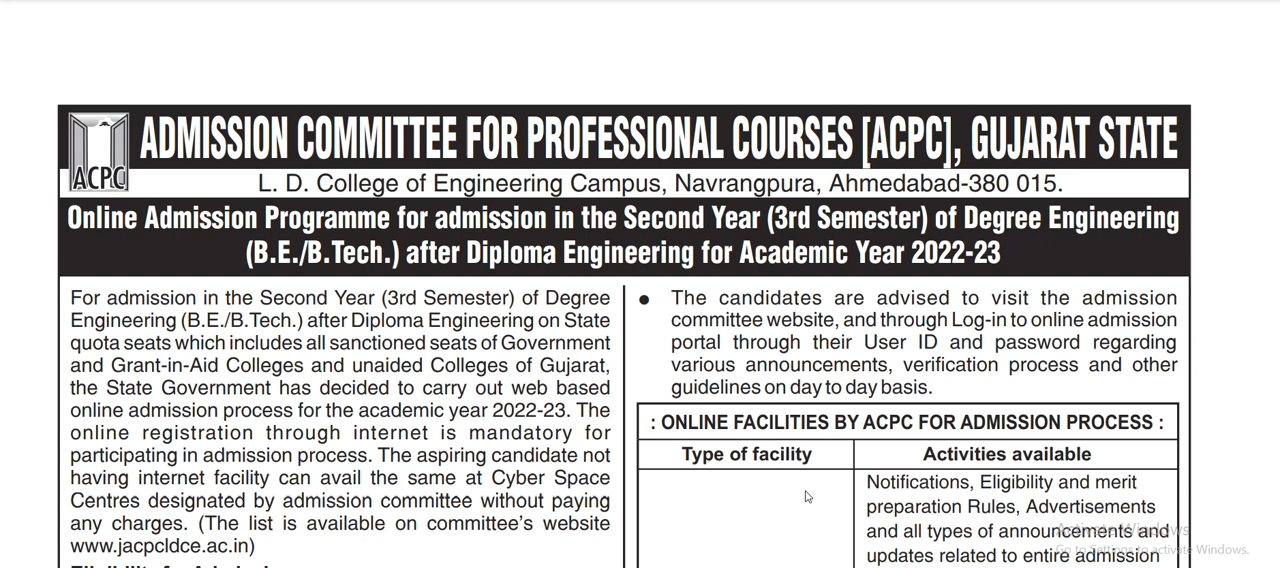 ADMISSION COMMITTEE FOR PROFESSIONAL COURSES [ACPC], GUJARAT STATE
ACPC
L. D. College of Engineering Campus, Navrangpura, Ahmedabad-380 015.
Online Admission Programme for admission in the Second Year (3rd Semester) of Degree Engineering
(B.E./B.Tech.) after Diploma Engineering for Academic Year 2022-23
For admission in the Second Year (3rd Semester) of Degree
Engineering (B.E./B.Tech.) after Diploma Engineering on State
quota seats which includes all sanctioned seats of Government
and Grant-in-Aid Colleges and unaided Colleges of Gujarat,
the State Government has decided to carry out web based
online admission process for the academic year 2022-23. The
online registration through internet is mandatory for
participating in admission process. The aspiring candidate not
having internet facility can avail the same at Cyber Space
Centres designated by admission committee without paying
any charges. (The list is available on committee's website
www.jacpcldce.ac.in)
● The candidates are advised to visit the admission
committee website, and through Log-in to online admission
portal through their User ID and password regarding
various announcements, verification process and other
guidelines on day to day basis.
: ONLINE FACILITIES BY ACPC FOR ADMISSION PROCESS :
Type of facility
Activities available
Notifications, Eligibility and merit
preparation Rules, Advertisements
and all types of announcements and
updates related to entire admission
Activate Windows
Go to Settings to activate Windows.